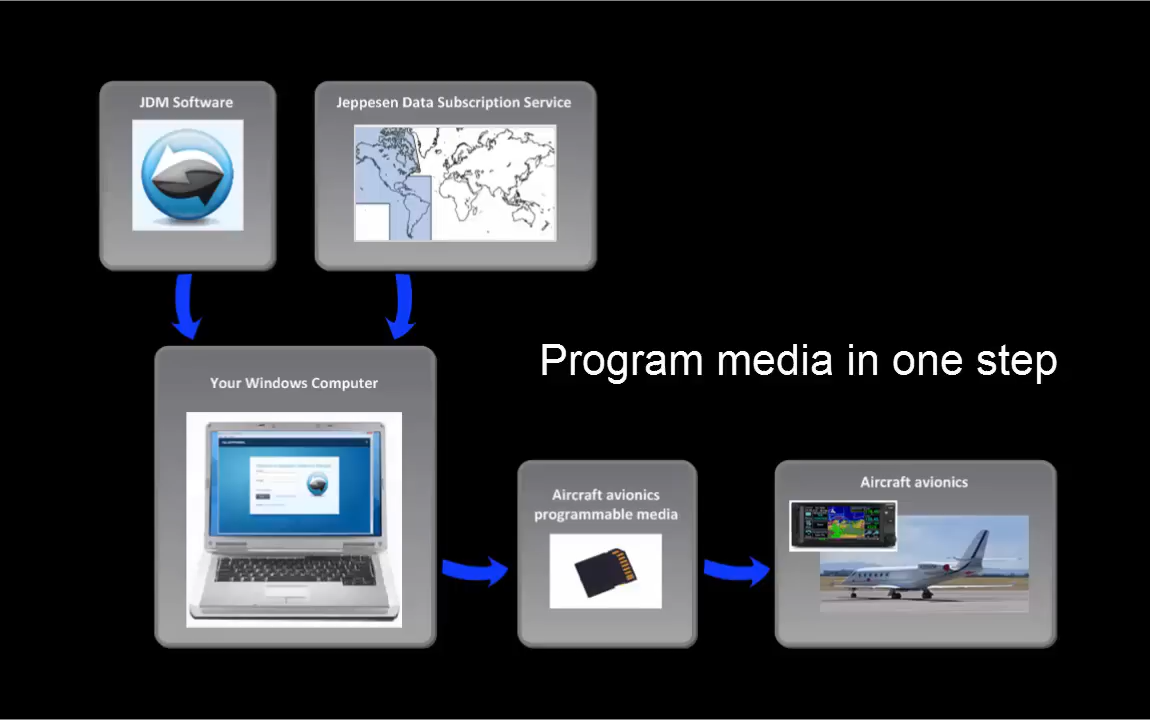 JDM Software
Jeppesen Data Subscription Service
Your Windows Computer
Program media in one step
Aircraft avionics
programmable media
Aircraft avionics